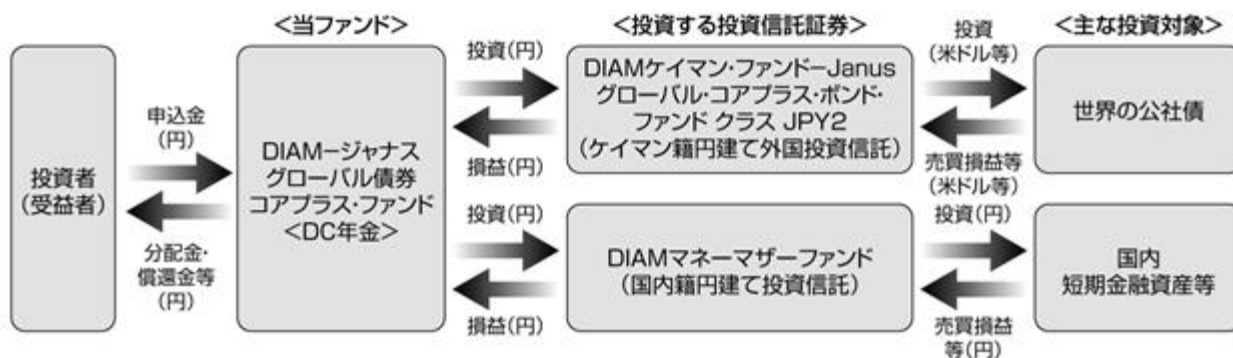 <当ファンド>
<投資する投資信託証券>
<主な投資対象>
投資者
(受益者)
申込金
(円)
分配金・
償還金等
(円)
DIAMージャナス
グローバル債券
コアプラス・ファンド
<DC年金>
投資(円)
損益(円)
DIAMケイマン・ファンドーJanus
グローバル・コアプラス・ボンド・
ファンド クラス JPY2
(ケイマン籍円建て外国投資信託)
投資
(米ドル等)
売買損益等
(米ドル等)
世界の公社債
投資(円)
損益(円)
DIAMマネーマザーファンド
(国内籍円建て投資信託)
投資(円)
売買損益
等(円)
国内
短期金融資産等